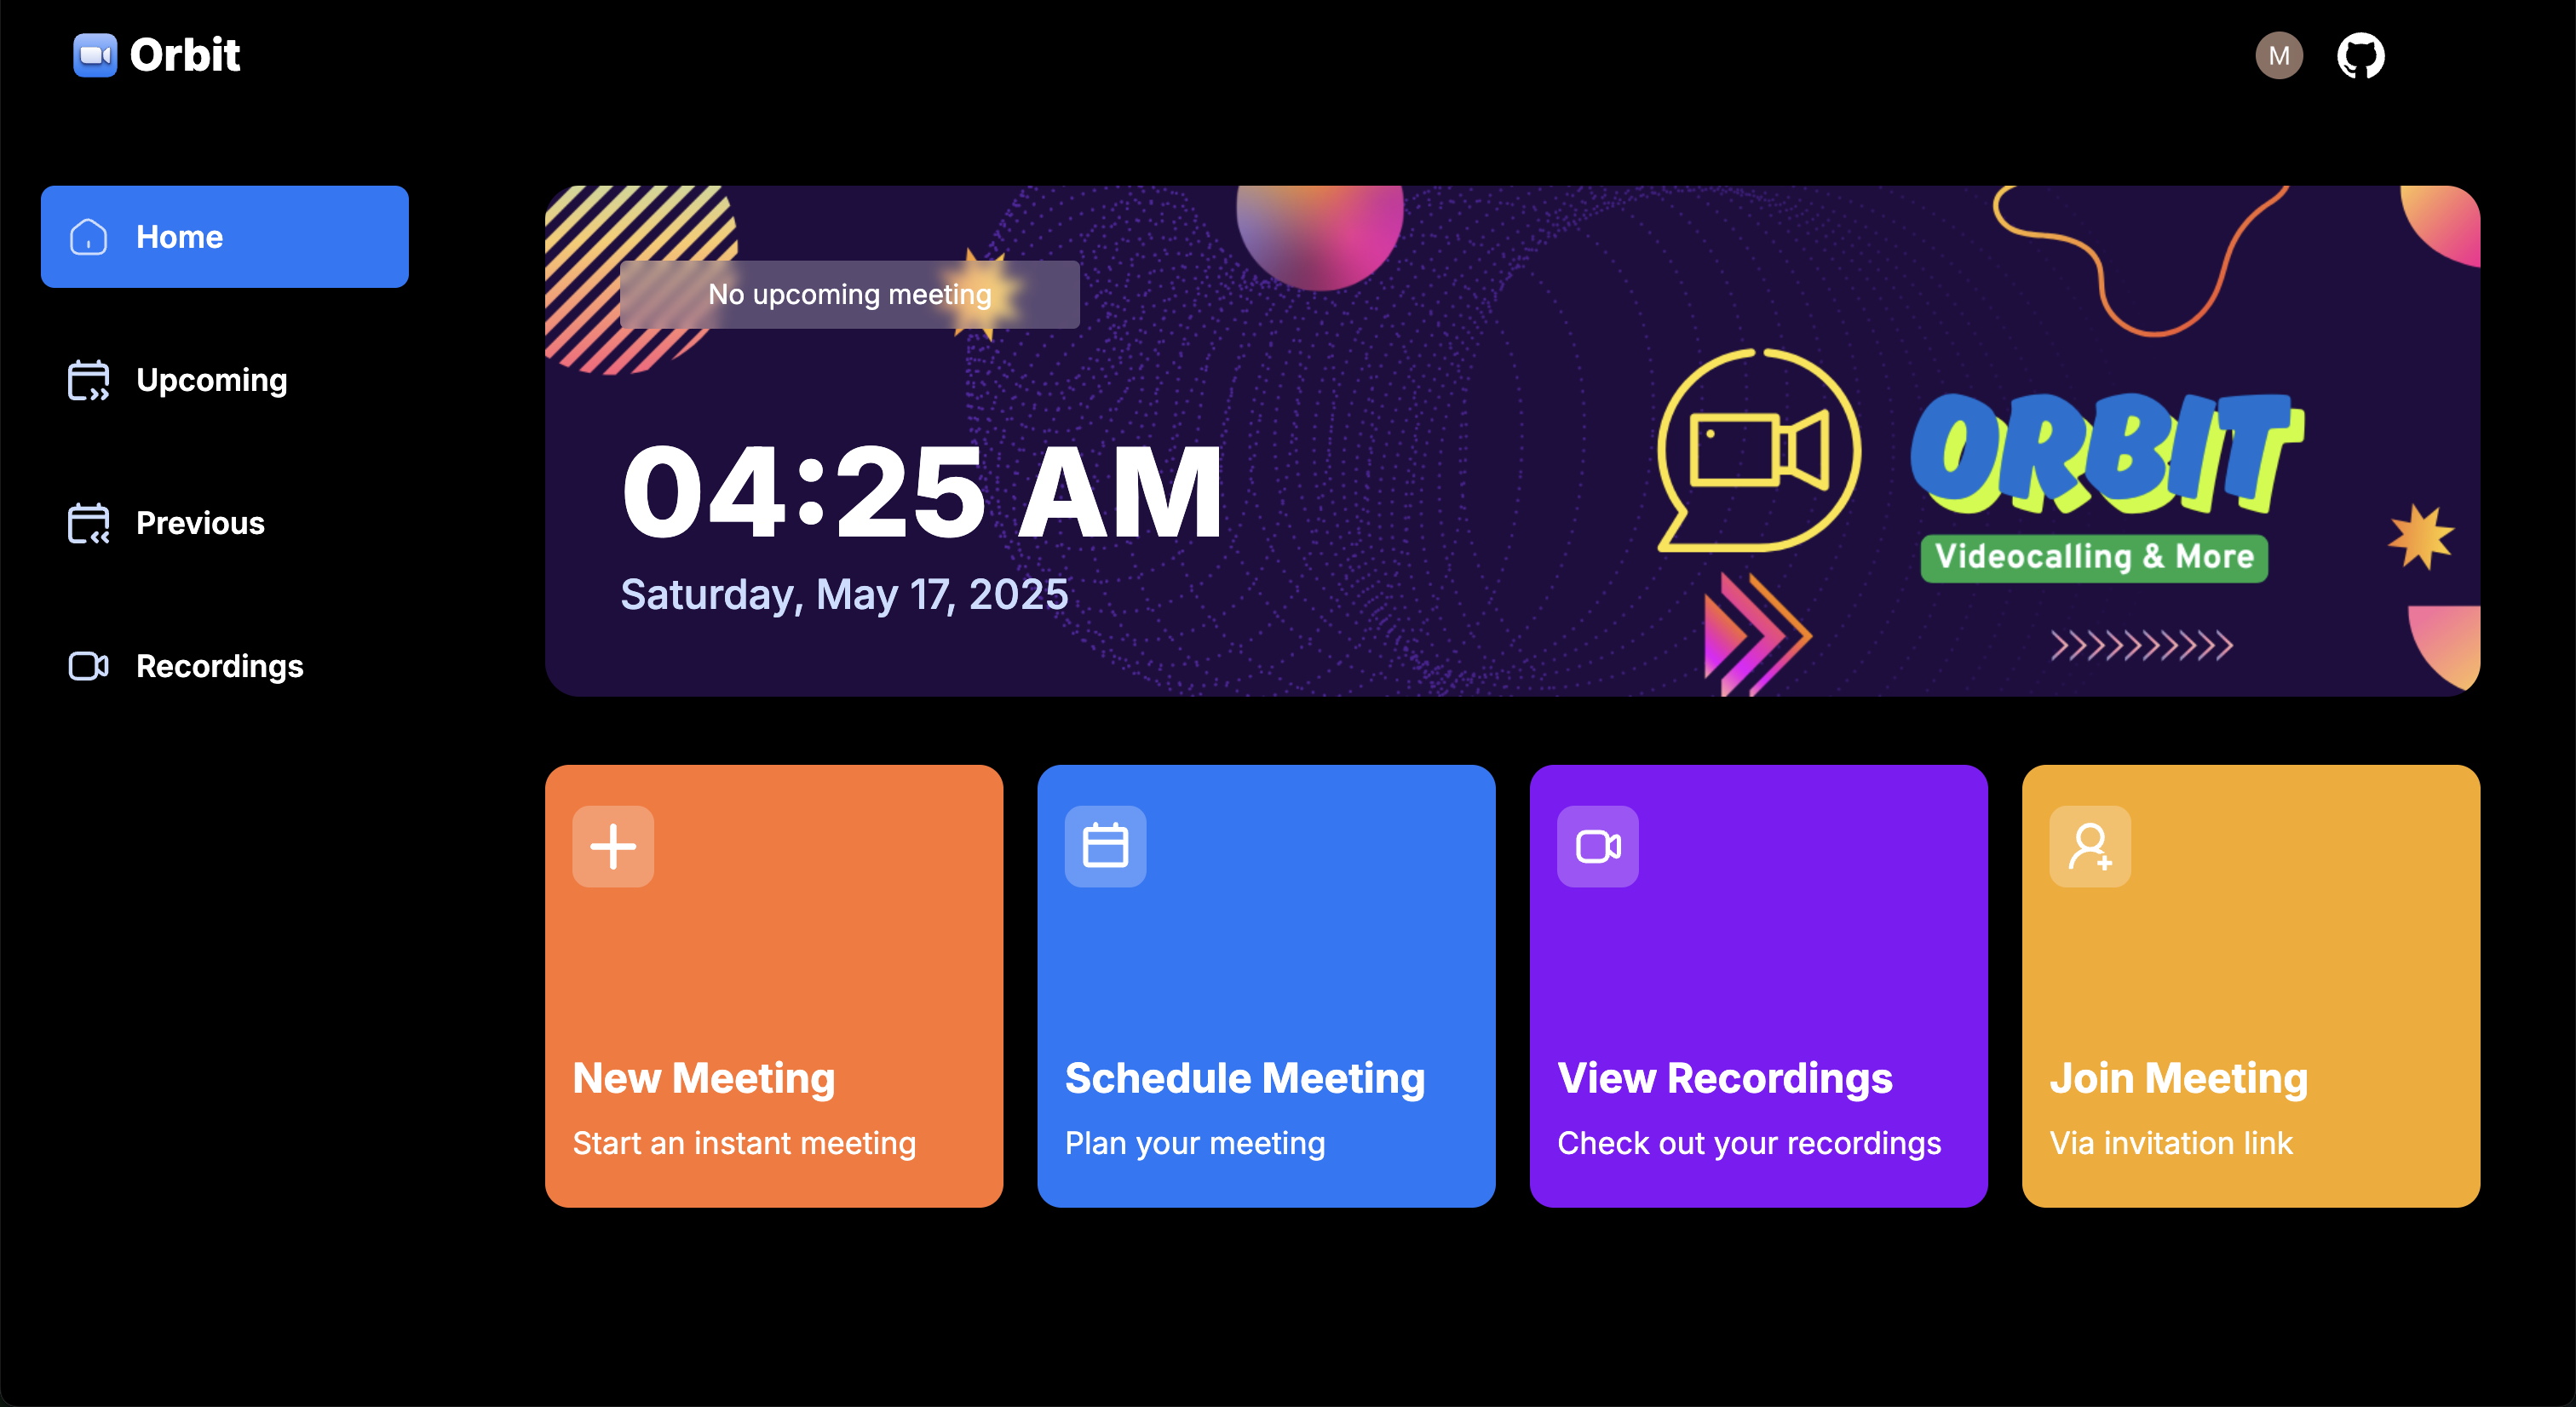 Orbit
M
Home
Upcoming
Previous
Recordings
No upcoming meeting
04:25 AM
Saturday, May 17, 2025
ORBIT
Videocalling & More
New Meeting
Start an instant meeting
Schedule Meeting
Plan your meeting
View Recordings
Check out your recordings
Join Meeting
Via invitation link